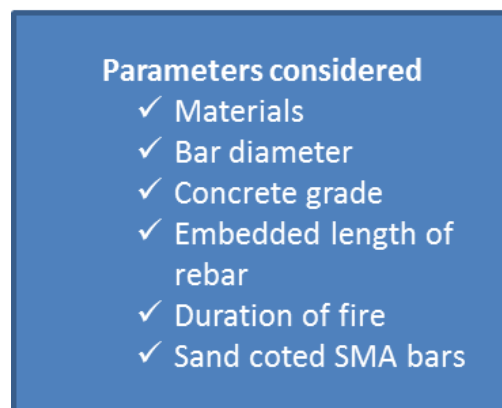 Parameters considered
✓ Materials
✓ Bar diameter
✓ Concrete grade
✓ Embedded length of
rebar
✓ Duration of fire
✓ Sand coted SMA bars